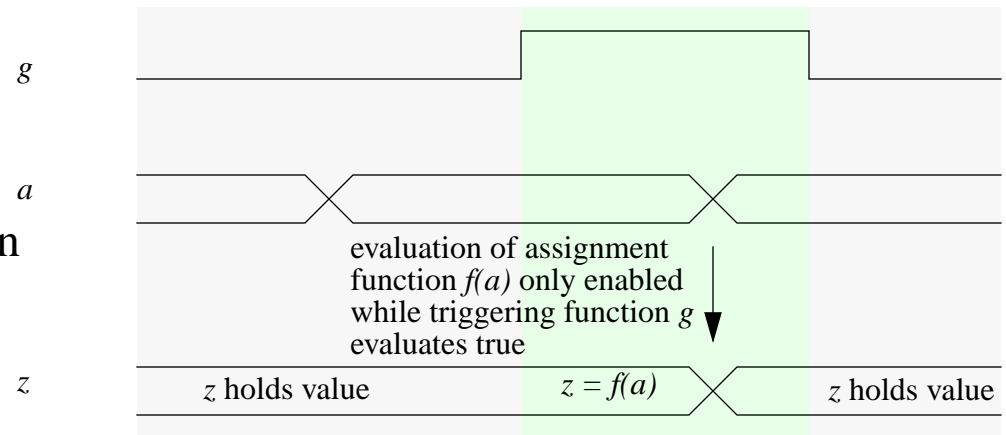 g
a
n
evaluation of assignment
function f(a) only enabled
while triggering function g
evaluates true
z
z holds value
z = f(a)
z holds value